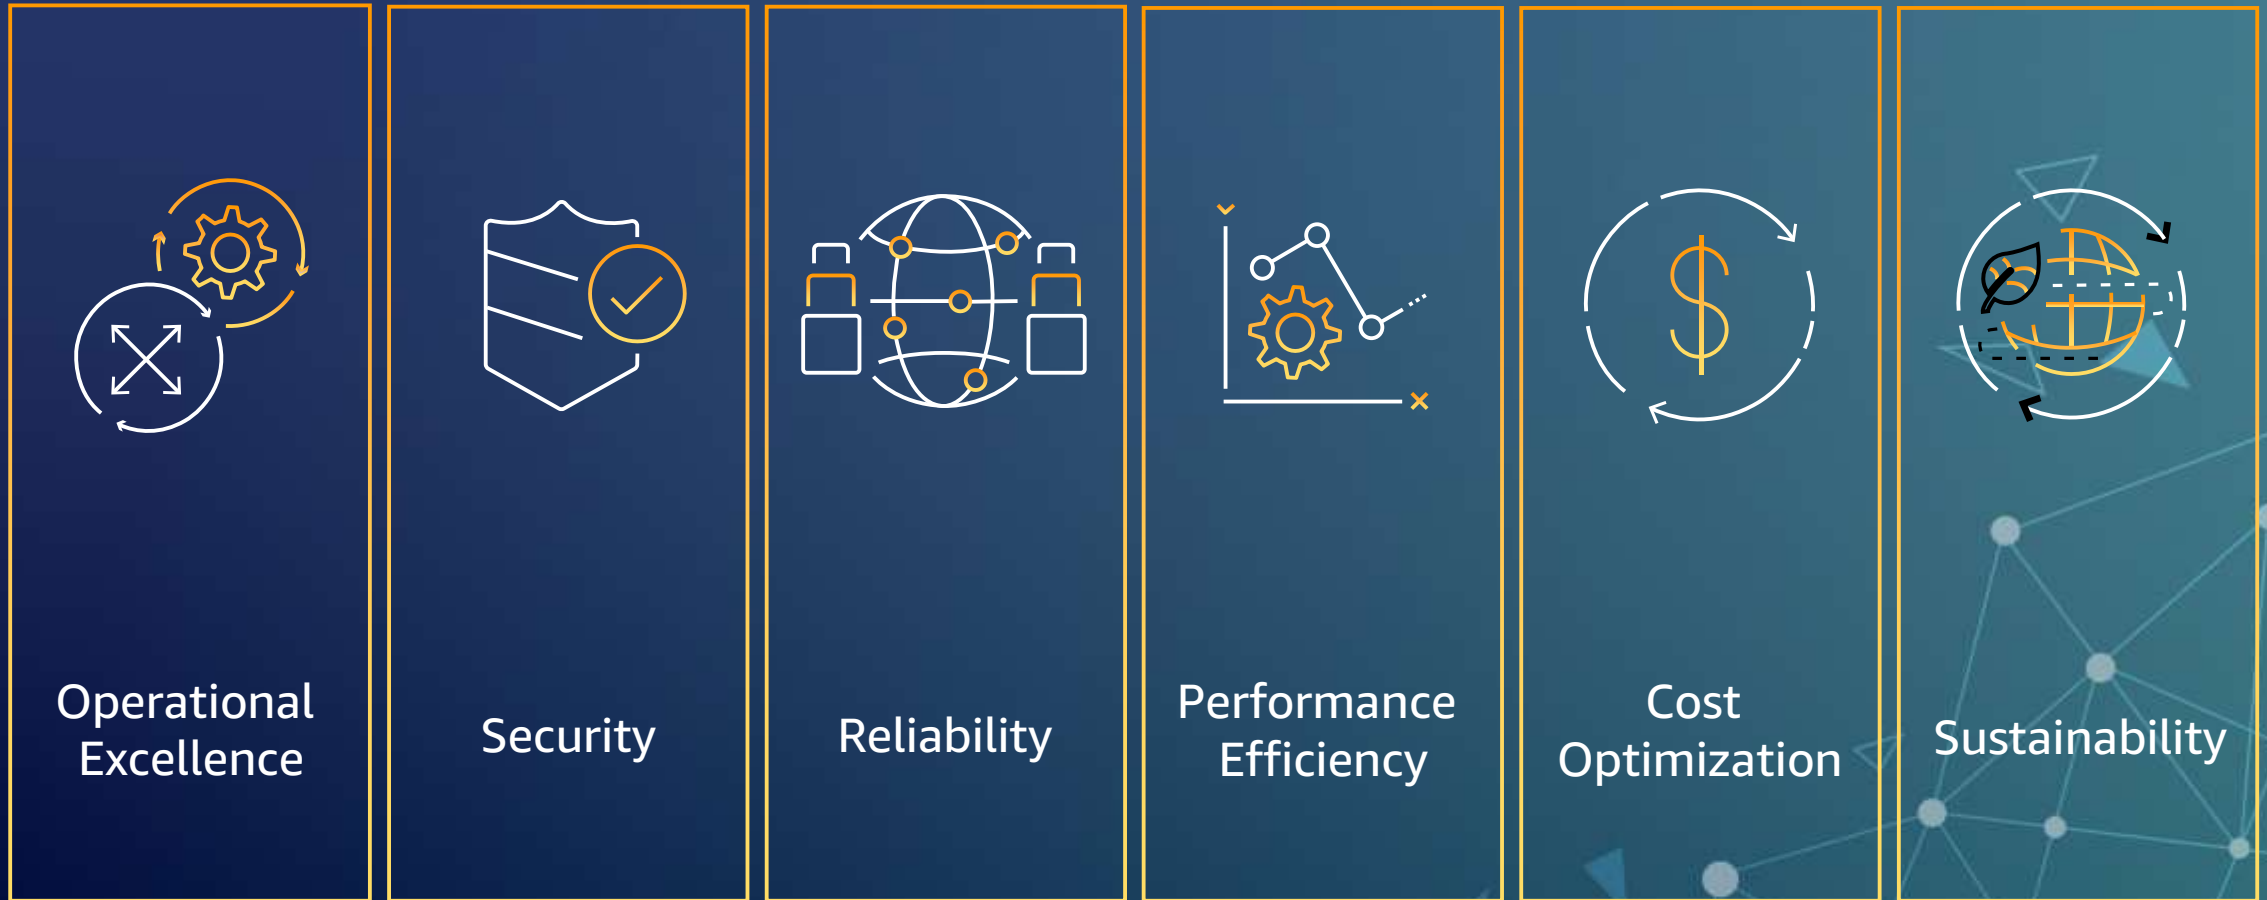 Operational
Excellence
Security
Reliability
Performance
Efficiency
Cost
Optimization
Sustainability